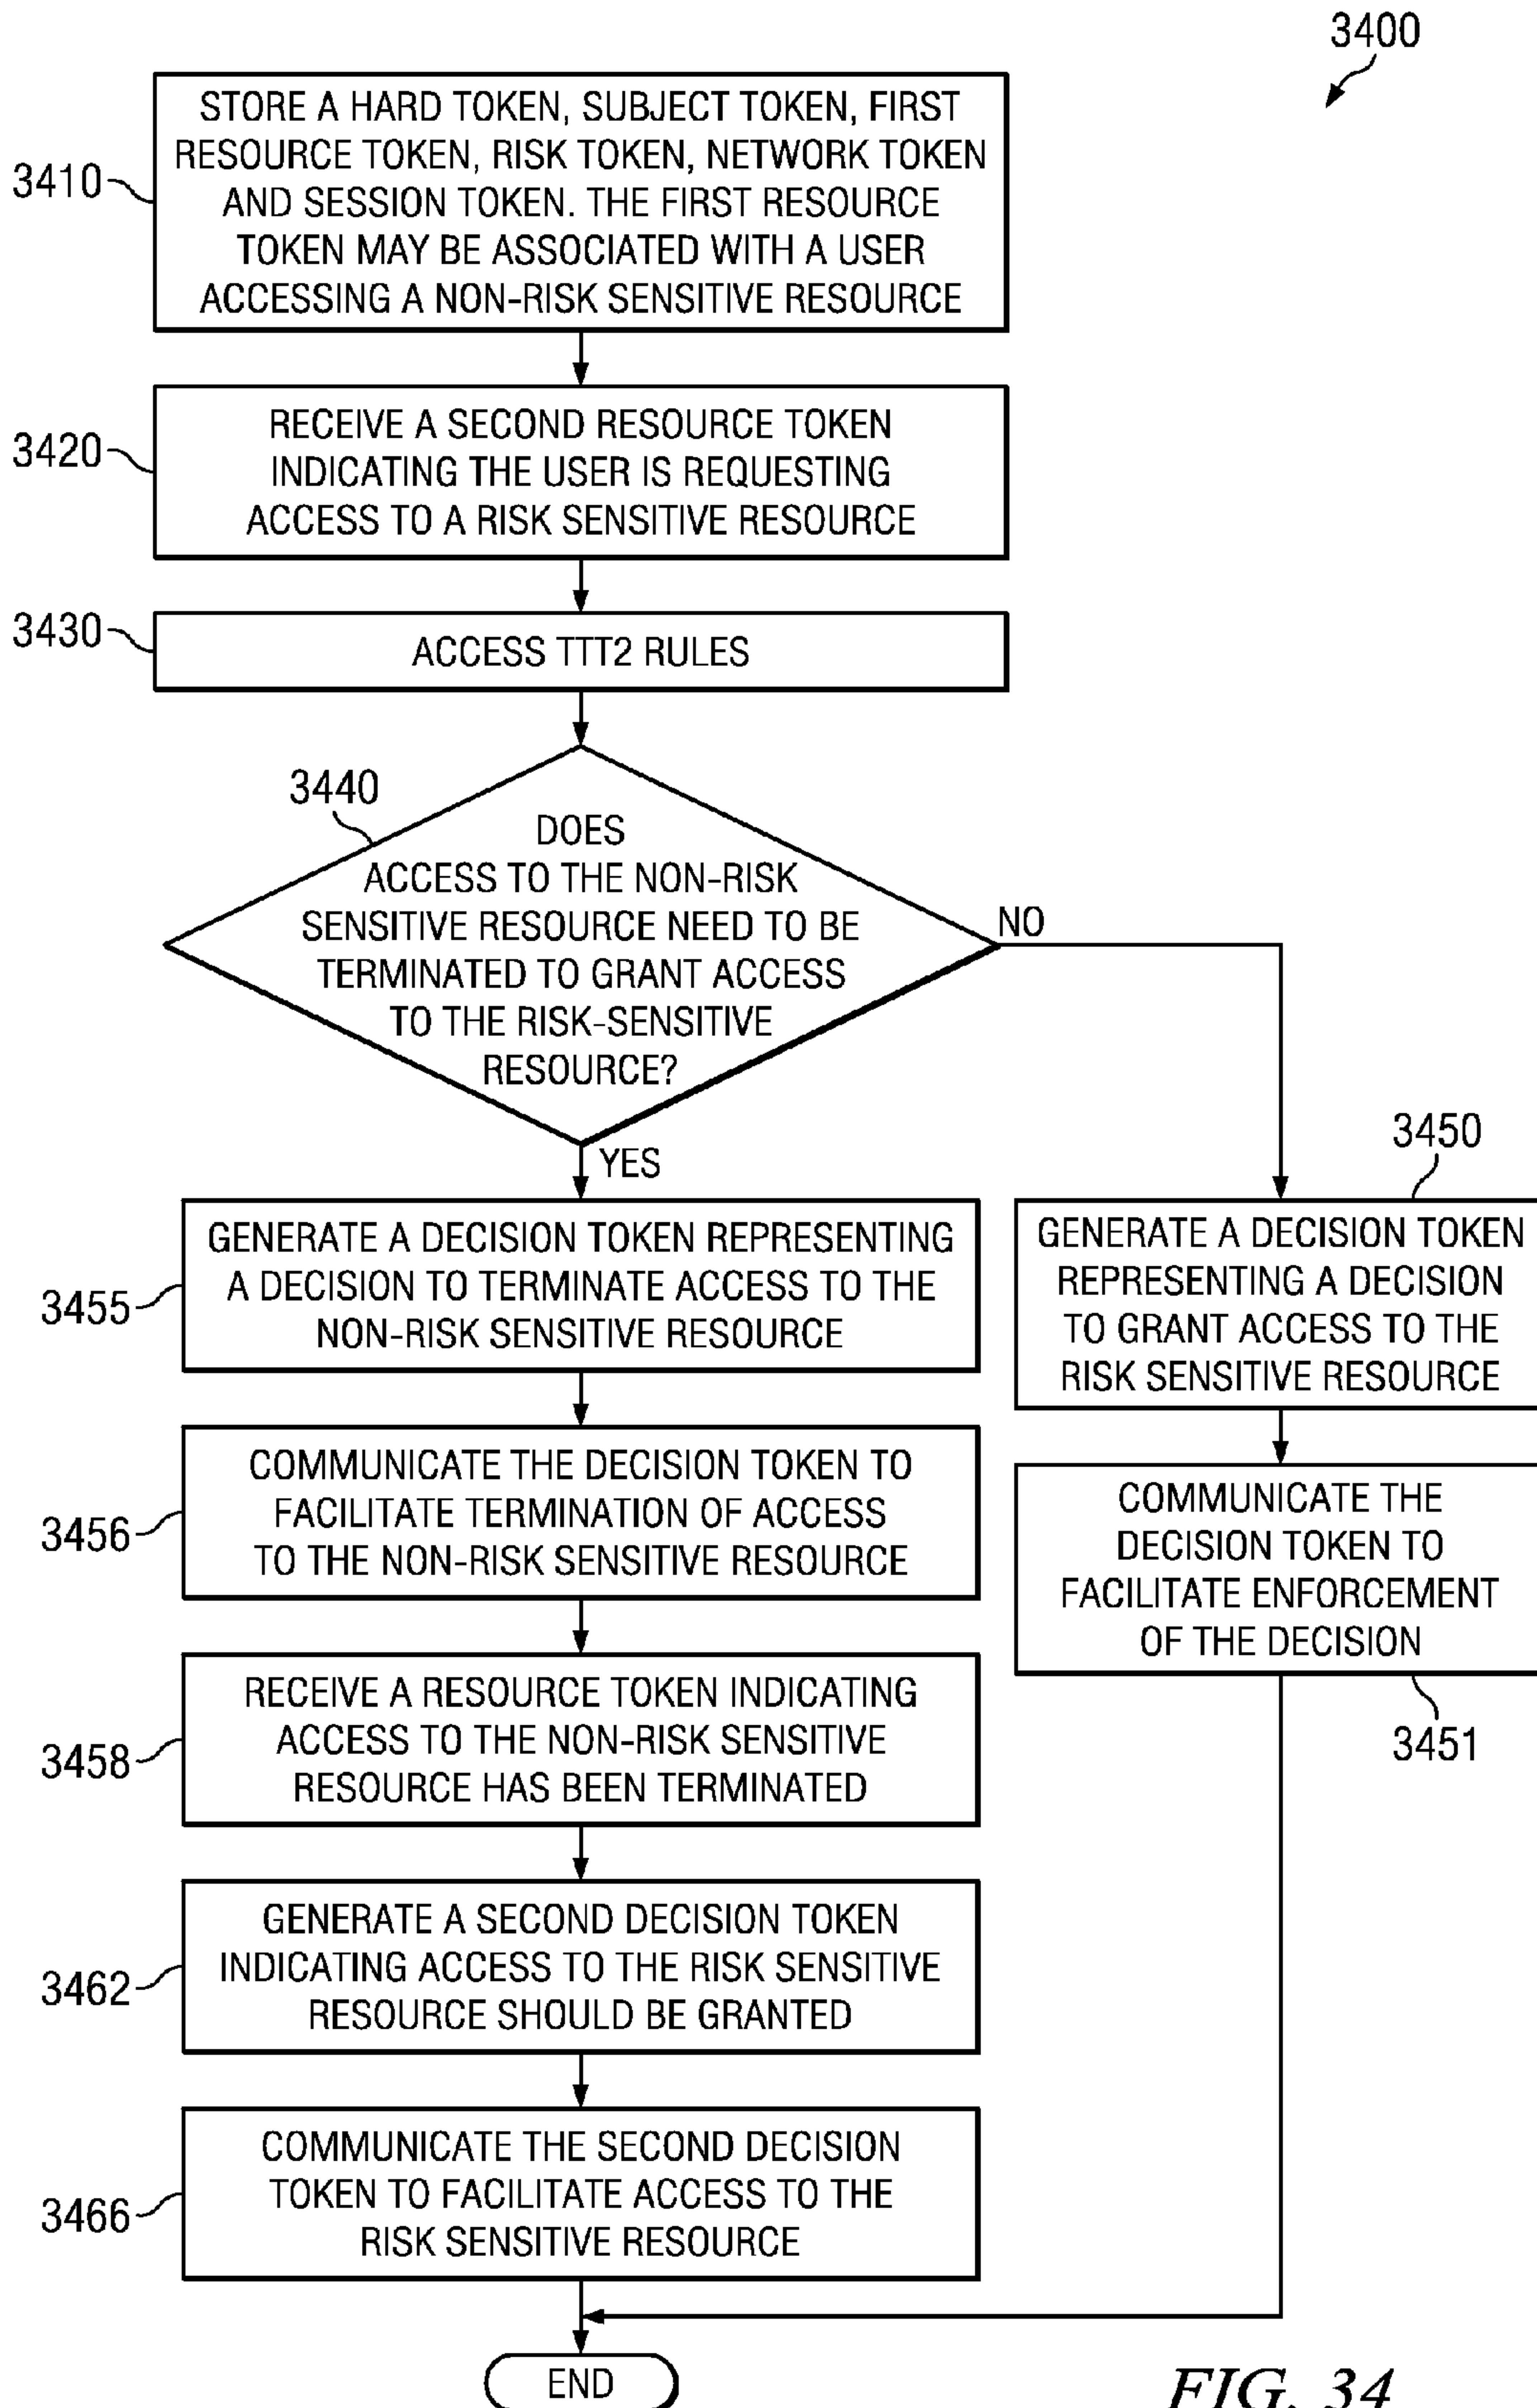 3400
3410
STORE A HARD TOKEN, SUBJECT TOKEN, FIRST
RESOURCE TOKEN, RISK TOKEN, NETWORK TOKEN
AND SESSION TOKEN. THE FIRST RESOURCE
TOKEN MAY BE ASSOCIATED WITH A USER
ACCESSING A NON-RISK SENSITIVE RESOURCE
3420
RECEIVE A SECOND RESOURCE TOKEN
INDICATING THE USER IS REQUESTING
ACCESS TO A RISK SENSITIVE RESOURCE
3430
ACCESS TTT2 RULES
3440
DOES
ACCESS TO THE NON-RISK
SENSITIVE RESOURCE NEED TO BE
TERMINATED TO GRANT ACCESS
TO THE RISK-SENSITIVE
RESOURCE?
NO
YES
3455
GENERATE A DECISION TOKEN REPRESENTING
A DECISION TO TERMINATE ACCESS TO THE
NON-RISK SENSITIVE RESOURCE
3456
COMMUNICATE THE DECISION TOKEN TO
FACILITATE TERMINATION OF ACCESS
TO THE NON-RISK SENSITIVE RESOURCE
3458
RECEIVE A RESOURCE TOKEN INDICATING
ACCESS TO THE NON-RISK SENSITIVE
RESOURCE HAS BEEN TERMINATED
3462
GENERATE A SECOND DECISION TOKEN
INDICATING ACCESS TO THE RISK SENSITIVE
RESOURCE SHOULD BE GRANTED
3466
COMMUNICATE THE SECOND DECISION
TOKEN TO FACILITATE ACCESS TO THE
RISK SENSITIVE RESOURCE
3450
GENERATE A DECISION TOKEN
REPRESENTING A DECISION
TO GRANT ACCESS TO THE
RISK SENSITIVE RESOURCE
COMMUNICATE THE
DECISION TOKEN TO
FACILITATE ENFORCEMENT
OF THE DECISION
3451
END
FIG. 34